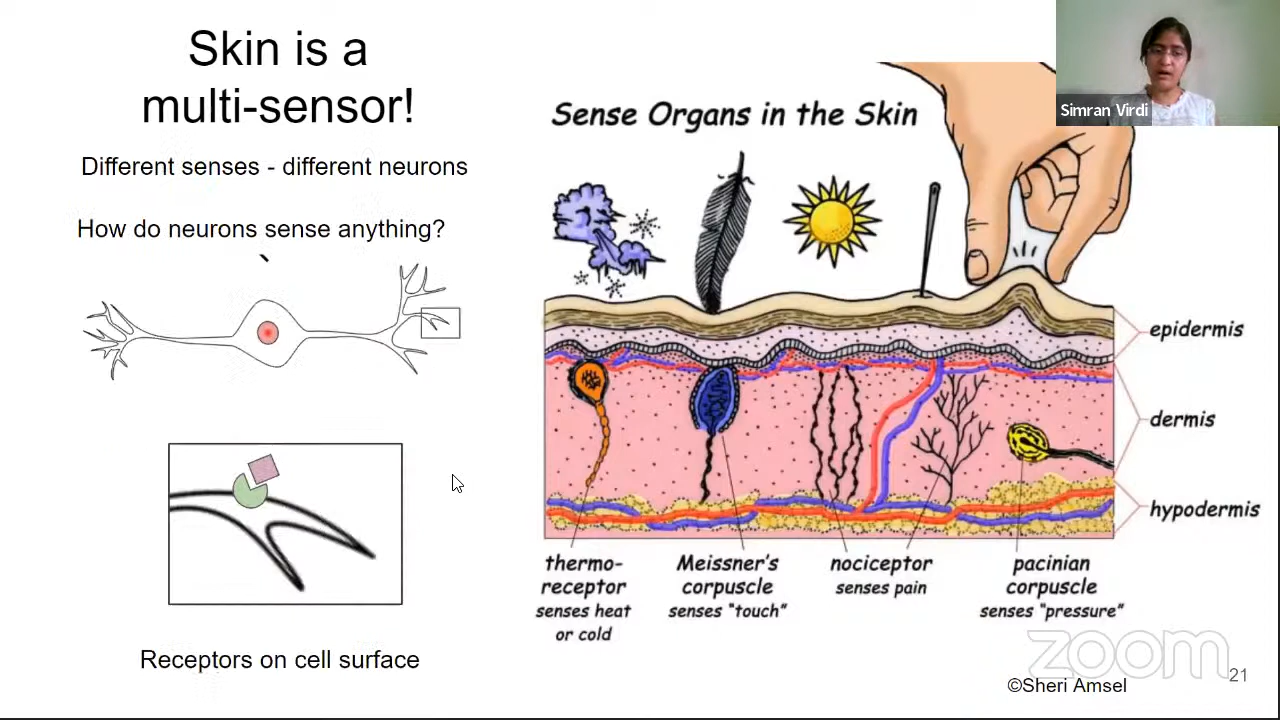 Skin is a
multi-sensor!
Different senses - different neurons
How do neurons sense anything?
Receptors on cell surface
Sense Organs in the Skin
epidermis
dermis
hypodermis
thermo-
receptor
senses heat
or cold
Meissner's
corpuscle
senses "touch"
nociceptor
senses pain
pacinian
corpuscle
senses "pressure"
©Sheri Amsel
21
zoom
Simran Virdi